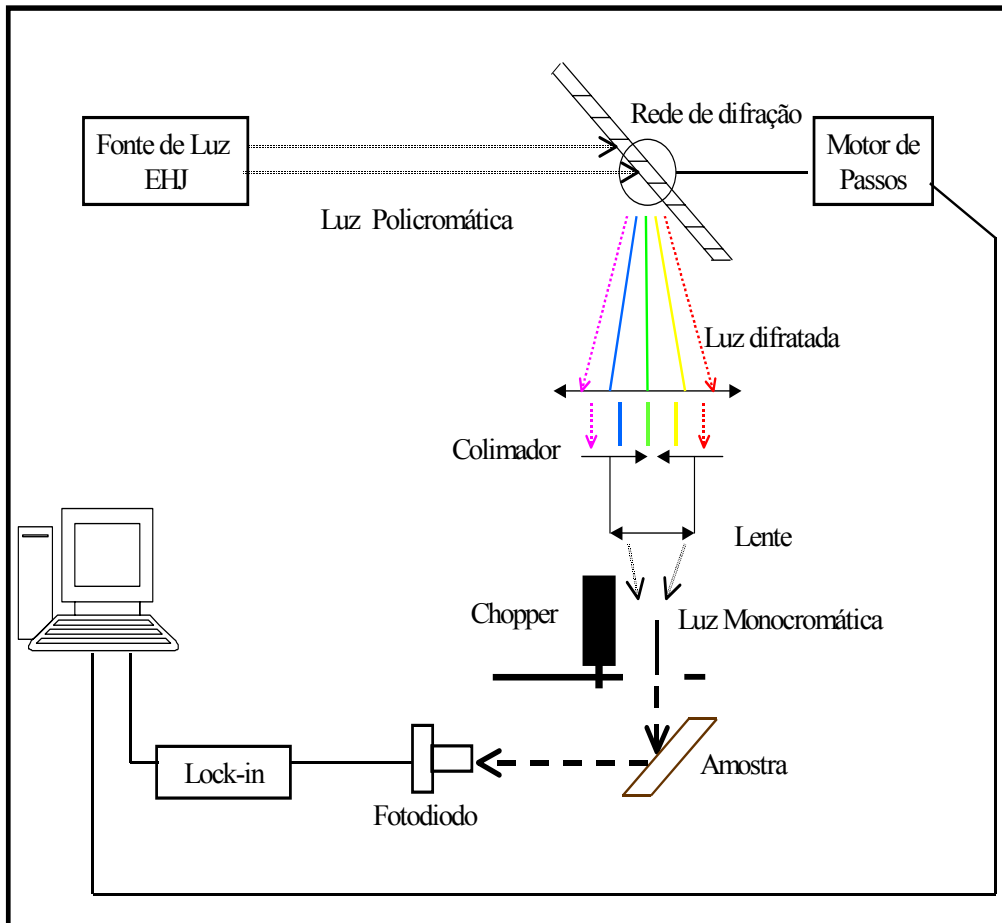 Rede de difração
Fonte de Luz
EHJ
Motor de
Passos
Luz Policromática
Luz difratada
Colimador
Lente
Chopper
Luz Monocromática
Amostra
Lock-in
Fotodiodo